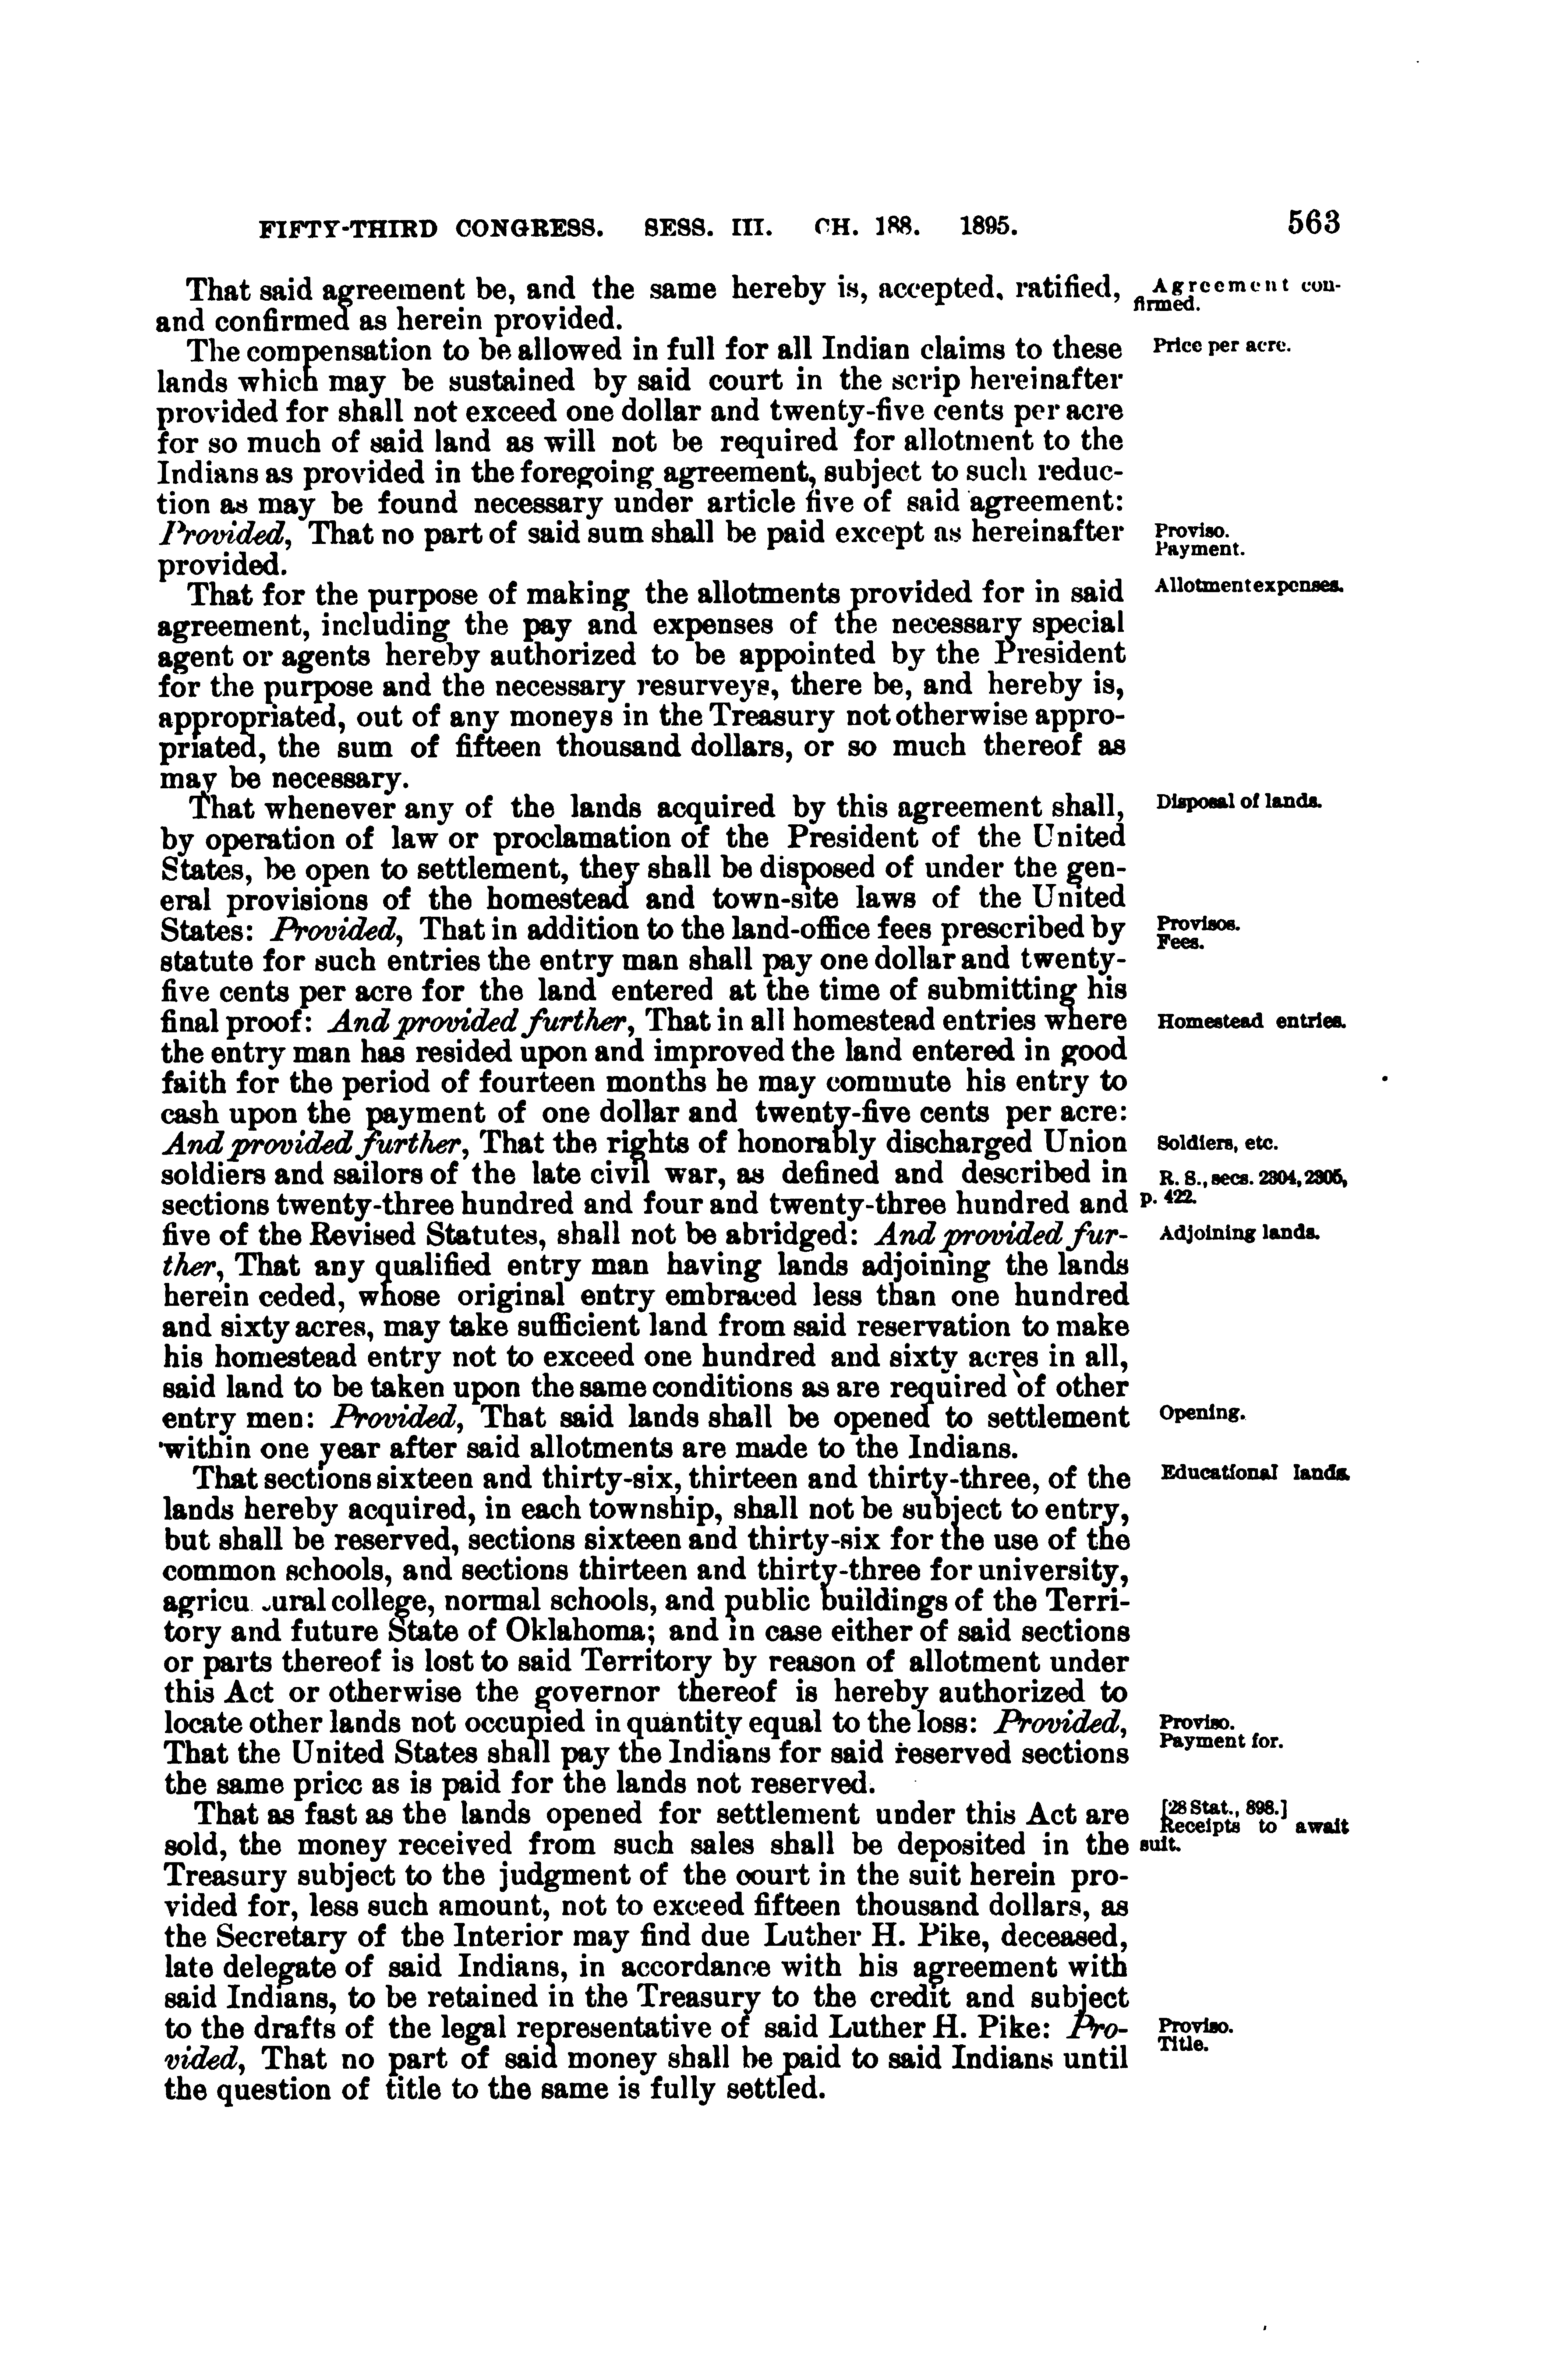 FIFTY-THIRD CONGRESS. SESS. III. CH. 188. 1895. 563
That said agreement be, and the same hereby is, accepted, ratified,
and confirmed as herein provided.
Agreement con-
firmed.
The compensation to be allowed in full for all Indian claims to these
lands which may be sustained by said court in the scrip hereinafter
provided for shall not exceed one dollar and twenty-five cents per acre
for so much of said land as will not be required for allotment to the
Indians as provided in the foregoing agreement, subject to such reduc-
tion as may be found necessary under article five of said agreement:
Provided, That no part of said sum shall be paid except as hereinafter
provided.
Price per acre.
Proviso.
Payment.
That for the purpose of making the allotments provided for in said
agreement, including the pay and expenses of the necessary special
agent or agents hereby authorized to be appointed by the President
for the purpose and the necessary resurveys, there be, and hereby is,
appropriated, out of any moneys in the Treasury not otherwise appro-
priated, the sum of fifteen thousand dollars, or so much thereof as
may be necessary.
Allotment expenses.
That whenever any of the lands acquired by this agreement shall,
by operation of law or proclamation of the President of the United
States, be open to settlement, they shall be disposed of under the gen-
eral provisions of the homestead and town-site laws of the United
States: Provided, That in addition to the land-office fees prescribed by
statute for such entries the entry man shall pay one dollar and twenty-
five cents per acre for the land entered at the time of submitting his
final proof: And provided further, That in all homestead entries where
the entry man has resided upon and improved the land entered in good
faith for the period of fourteen months he may commute his entry to
cash upon the payment of one dollar and twenty-five cents per acre:
And provided further, That the rights of honorably discharged Union
soldiers and sailors of the late civil war, as defined and described in
sections twenty-three hundred and four and twenty-three hundred and
five of the Revised Statutes, shall not be abridged: And provided fur-
ther, That any qualified entry man having lands adjoining the lands
herein ceded, whose original entry embraced less than one hundred
and sixty acres, may take sufficient land from said reservation to make
his homestead entry not to exceed one hundred and sixty acres in all,
said land to be taken upon the same conditions as are required of other
entry men: Provided, That said lands shall be opened to settlement
within one year after said allotments are made to the Indians.
Disposal of lands.
Provisos.
Fees.
Homestead entries.
Soldiers, etc.
R. S., secs. 2304, 2305,
p. 422.
Adjoining lands.
Opening.
That sections sixteen and thirty-six, thirteen and thirty-three, of the
lands hereby acquired, in each township, shall not be subject to entry,
but shall be reserved, sections sixteen and thirty-six for the use of the
common schools, and sections thirteen and thirty-three for university,
agricu ural college, normal schools, and public buildings of the Terri-
tory and future State of Oklahoma; and in case either of said sections
or parts thereof is lost to said Territory by reason of allotment under
this Act or otherwise the governor thereof is hereby authorized to
locate other lands not occupied in quantity equal to the loss: Provided,
That the United States shall pay the Indians for said reserved sections
the same price as is paid for the lands not reserved.
Educational lands.
Proviso.
Payment for.
That as fast as the lands opened for settlement under this Act are
sold, the money received from such sales shall be deposited in the
Treasury subject to the judgment of the court in the suit herein pro-
vided for, less such amount, not to exceed fifteen thousand dollars, as
the Secretary of the Interior may find due Luther H. Pike, deceased,
late delegate of said Indians, in accordance with his agreement with
said Indians, to be retained in the Treasury to the credit and subject
to the drafts of the legal representative of said Luther H. Pike: Pro-
vided, That no part of said money shall be paid to said Indians until
the question of title to the same is fully settled.
[28 Stat., 898.]
Receipts to await
suit.
Proviso.
Title.